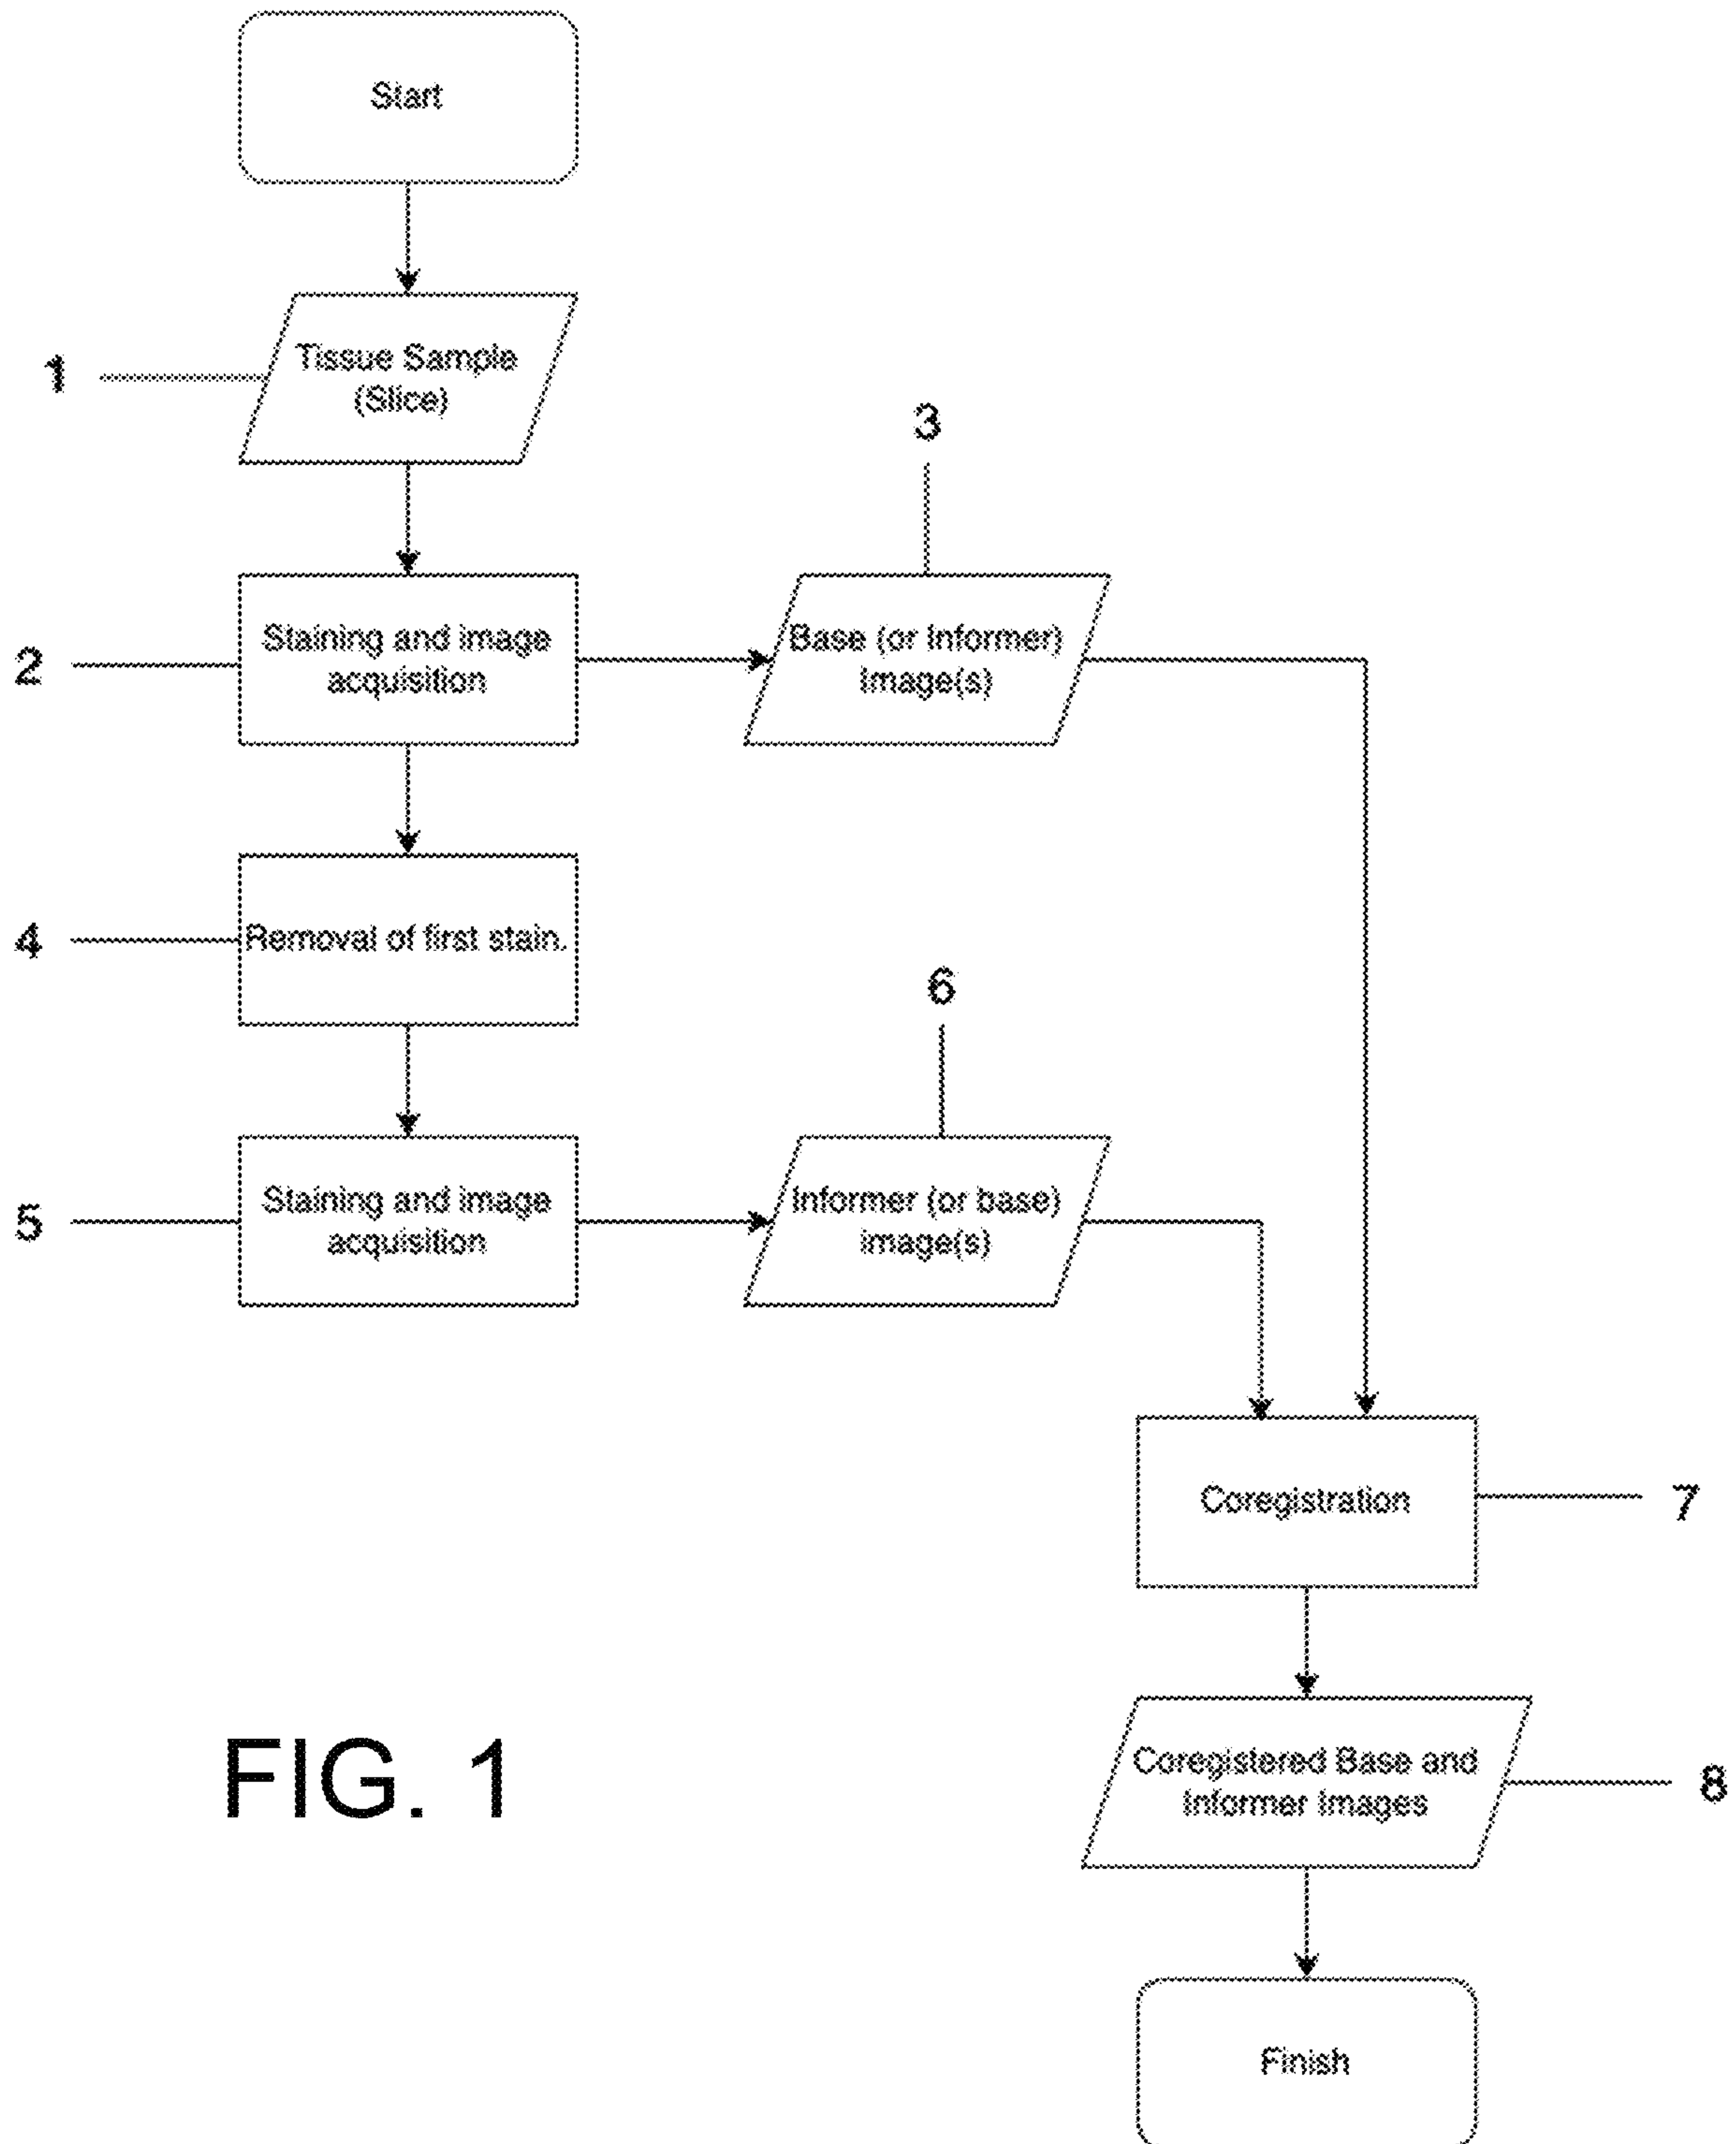 Start
1
Tissue Sample
(Slice)
3
2
Staining and image
acquisition
Base (or Informer)
Image(s)
4
Removal of first stain.
6
5
Staining and image
acquisition
Informer (or base)
image(s)
Coregistration
7
Coregistered Base and
Informer Images
8
FIG. 1
Finish